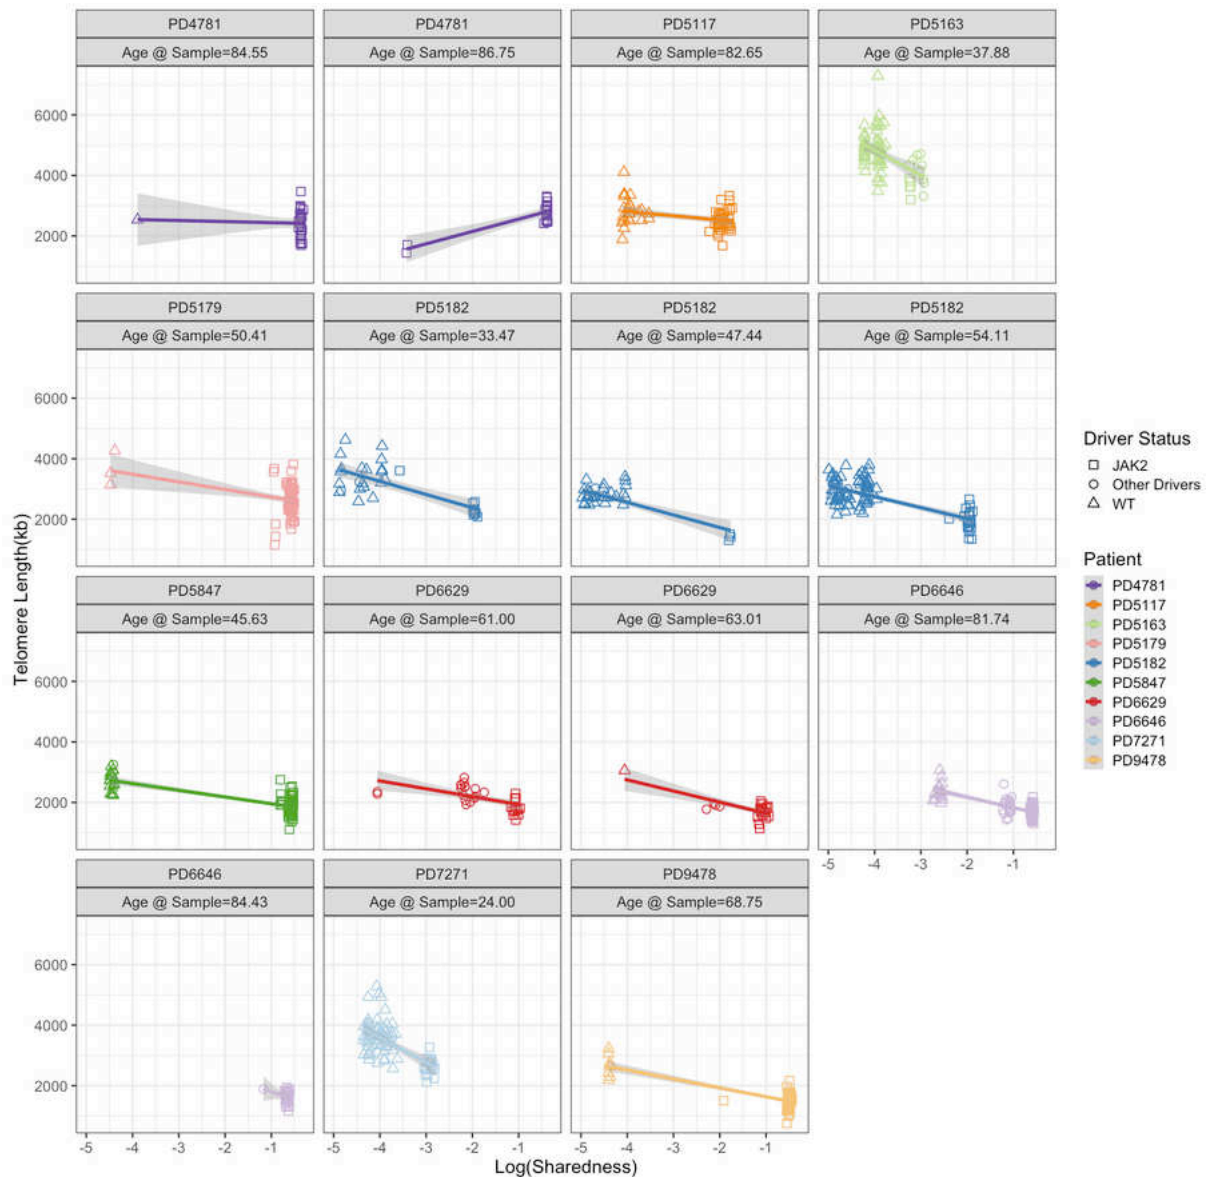 PD4781 PD4781 PD5117 PD5163
Age @ Sample=84.55 Age @ Sample=86.75 Age @ Sample=82.65 Age @ Sample=37.88
6000
4000
2000
PD5179 PD5182 PD5182 PD5182
Age @ Sample=50.41 Age @ Sample=33.47 Age @ Sample=47.44 Age @ Sample=54.11
6000
4000
2000
PD5847 PD6629 PD6629 PD6646
Age @ Sample=45.63 Age @ Sample=61.00 Age @ Sample=63.01 Age @ Sample=81.74
6000
4000
2000
-5 -4 -3 -2 -1
PD6646 PD7271 PD9478
Age @ Sample=84.43 Age @ Sample=24.00 Age @ Sample=68.75
6000
4000
2000
-5 -4 -3 -2 -1 -5 -4 -3 -2 -1 -5 -4 -3 -2 -1
Log(Sharedness)
Telomere Length(kb)
Driver Status
JAK2
Other Drivers
WT
Patient
PD4781
PD5117
PD5163
PD5179
PD5182
PD5847
PD6629
PD6646
PD7271
PD9478